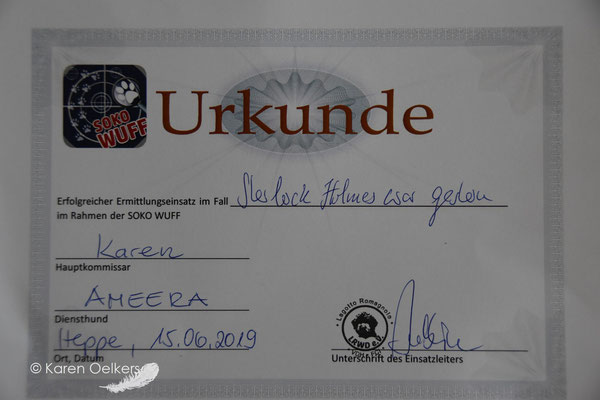 SOKO
WUFF
Urkunde
Erfolgreicher Ermittlungseinsatz im Fall Sherlock Holmes war gestern
im Rahmen der SOKO WUFF
Karen
Hauptkommissar
AMEERA
Diensthund
Heppe, 15.06.2019
Ort, Datum
Lagotto Romagnolo
LRWD e.V.
Unterschrift des Einsatzleiters
© Karen Oelkers